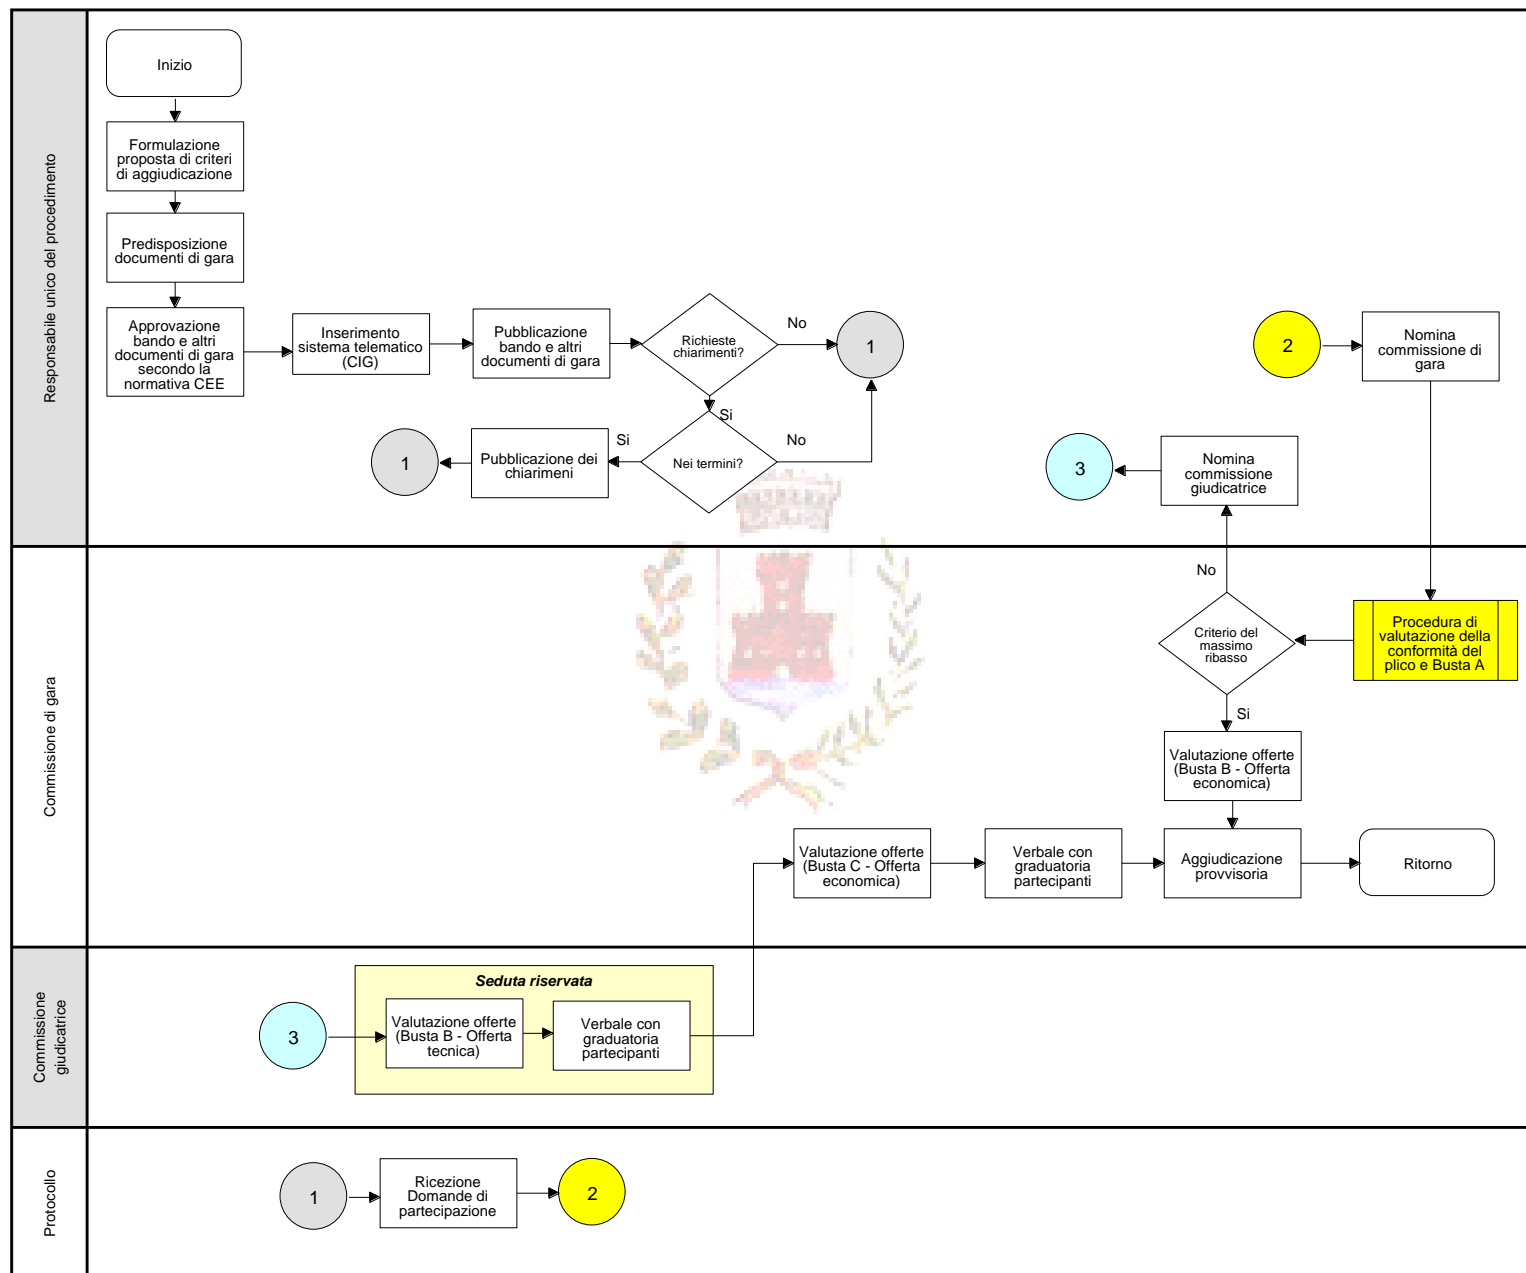 Responsabile unico del procedimento
Inizio
Formulazione
proposta di criteri
di aggiudicazione
Predisposizione
documenti di gara
Approvazione
bando e altri
documenti di gara
secondo la
normativa CEE
Inserimento
sistema telematico
(CIG)
Pubblicazione
bando e altri
documenti di gara
Richieste
chiarimenti?
No
1
Si
Nei termini?
No
Si
Pubblicazione dei
chiarimeni
1
2
Nomina
commissione di
gara
Nomina
commissione
giudicatrice
3
Commissione di gara
No
Criterio del
massimo
ribasso
Procedura di
valutazione della
conformità del
plico e Busta A
Si
Valutazione offerte
(Busta B - Offerta
economica)
Valutazione offerte
(Busta C - Offerta
economica)
Verbale con
graduatoria
partecipanti
Aggiudicazione
provvisoria
Ritorno
Commissione
giudicatrice
Seduta riservata
3
Valutazione offerte
(Busta B - Offerta
tecnica)
Verbale con
graduatoria
partecipanti
Protocollo
1
Ricezione
Domande di
partecipazione
2